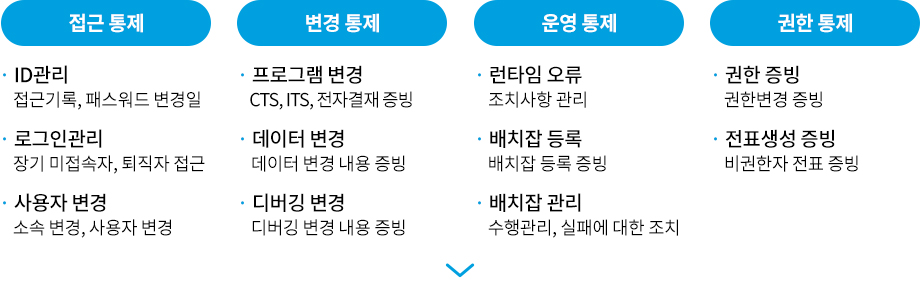 접근 통제
· ID관리
접근기록, 패스워드 변경일
· 로그인관리
장기 미접속자, 퇴직자 접근
· 사용자 변경
소속 변경, 사용자 변경
변경 통제
· 프로그램 변경
CTS, ITS, 전자결재 증빙
· 데이터 변경
데이터 변경 내용 증빙
· 디버깅 변경
디버깅 변경 내용 증빙
운영 통제
· 런타임 오류
조치사항 관리
· 배치잡 등록
배치잡 등록 증빙
· 배치잡 관리
수행관리, 실패에 대한 조치
권한 통제
· 권한 증빙
권한변경 증빙
· 전표생성 증빙
비권한자 전표 증빙